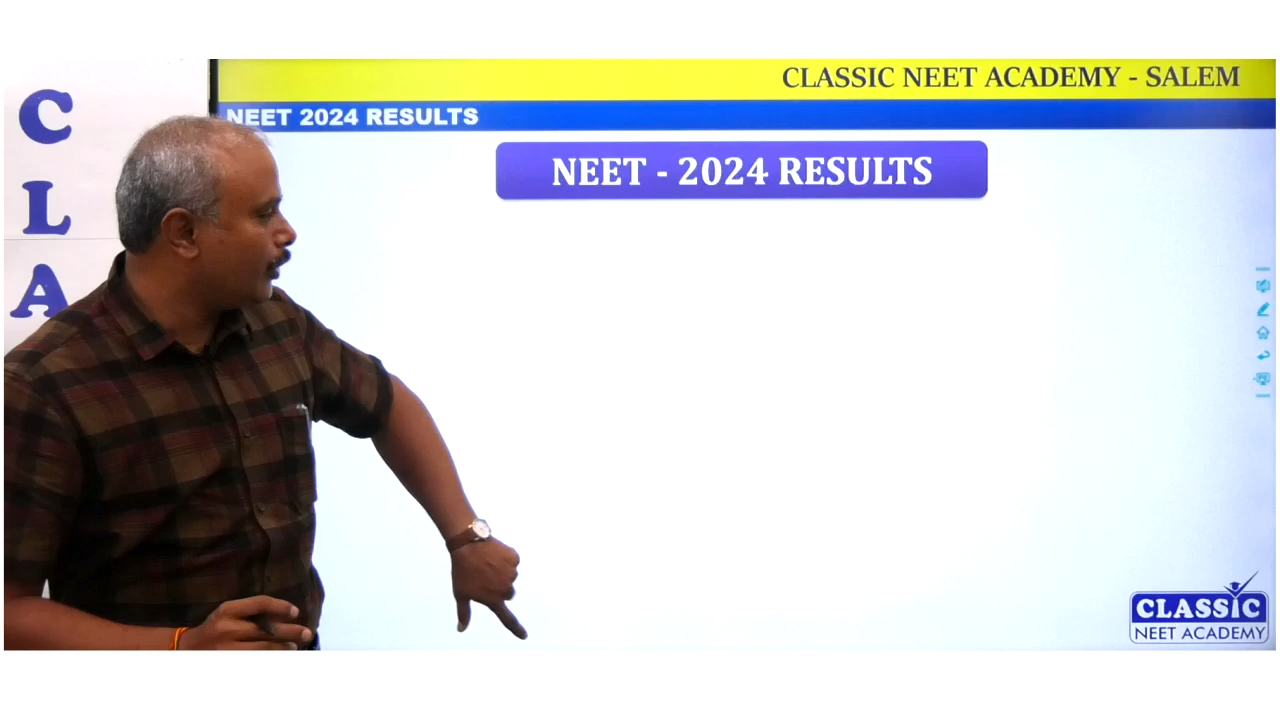 C
L
A
CLASSIC NEET ACADEMY - SALEM
NEET 2024 RESULTS
NEET - 2024 RESULTS
CLASSIC
NEET ACADEMY